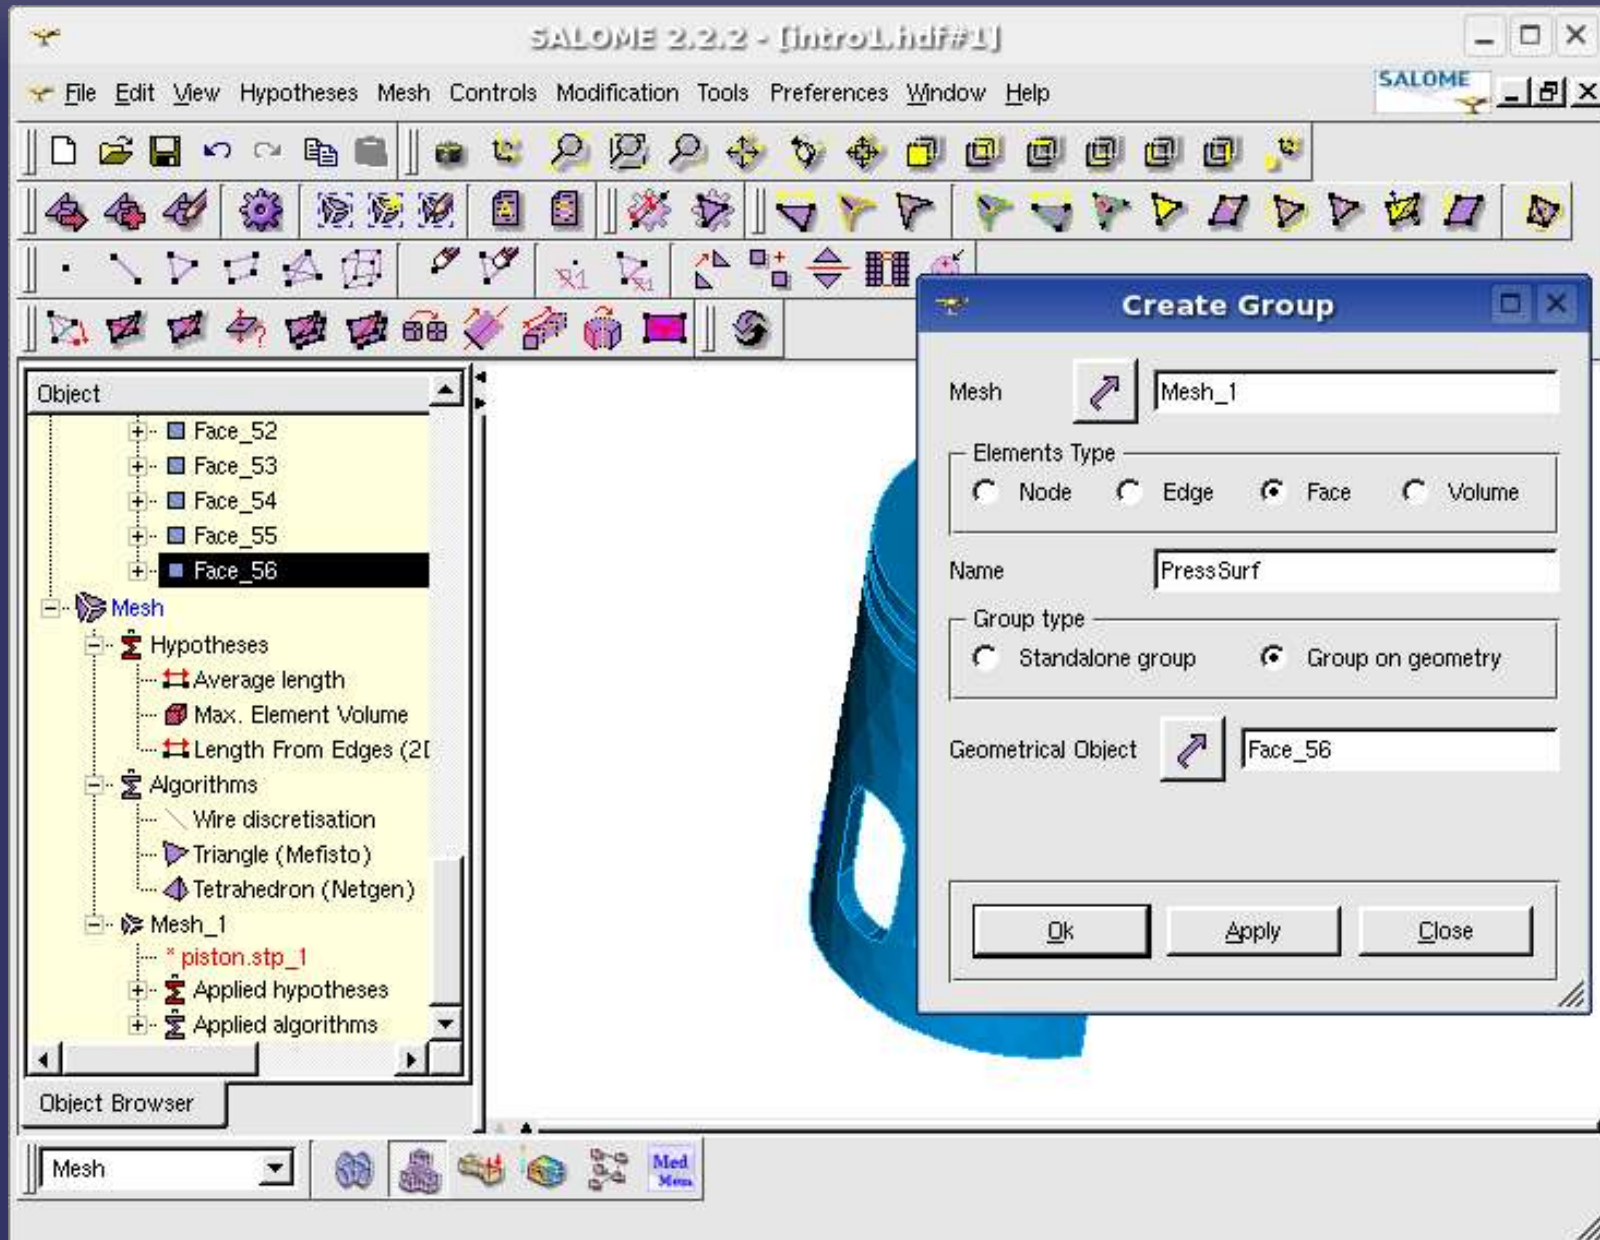 SALOME 2.2.2 - [intro1.hdf#1]
File Edit View Hypotheses Mesh Controls Modification Tools Preferences Window Help
SALOME
Create Group
Mesh Mesh_1
Elements Type
Node Edge Face Volume
Name PressSurf
Group type
Standalone group Group on geometry
Geometrical Object Face_56
Ok Apply Close
Object
Face_52
Face_53
Face_54
Face_55
Face_56
Mesh
Hypotheses
Average length
Max. Element Volume
Length From Edges (2D
Algorithms
Wire discretisation
Triangle (Mefisto)
Tetrahedron (Netgen)
Mesh_1
* piston.stp_1
Applied hypotheses
Applied algorithms
Object Browser
Mesh
Med
Mem